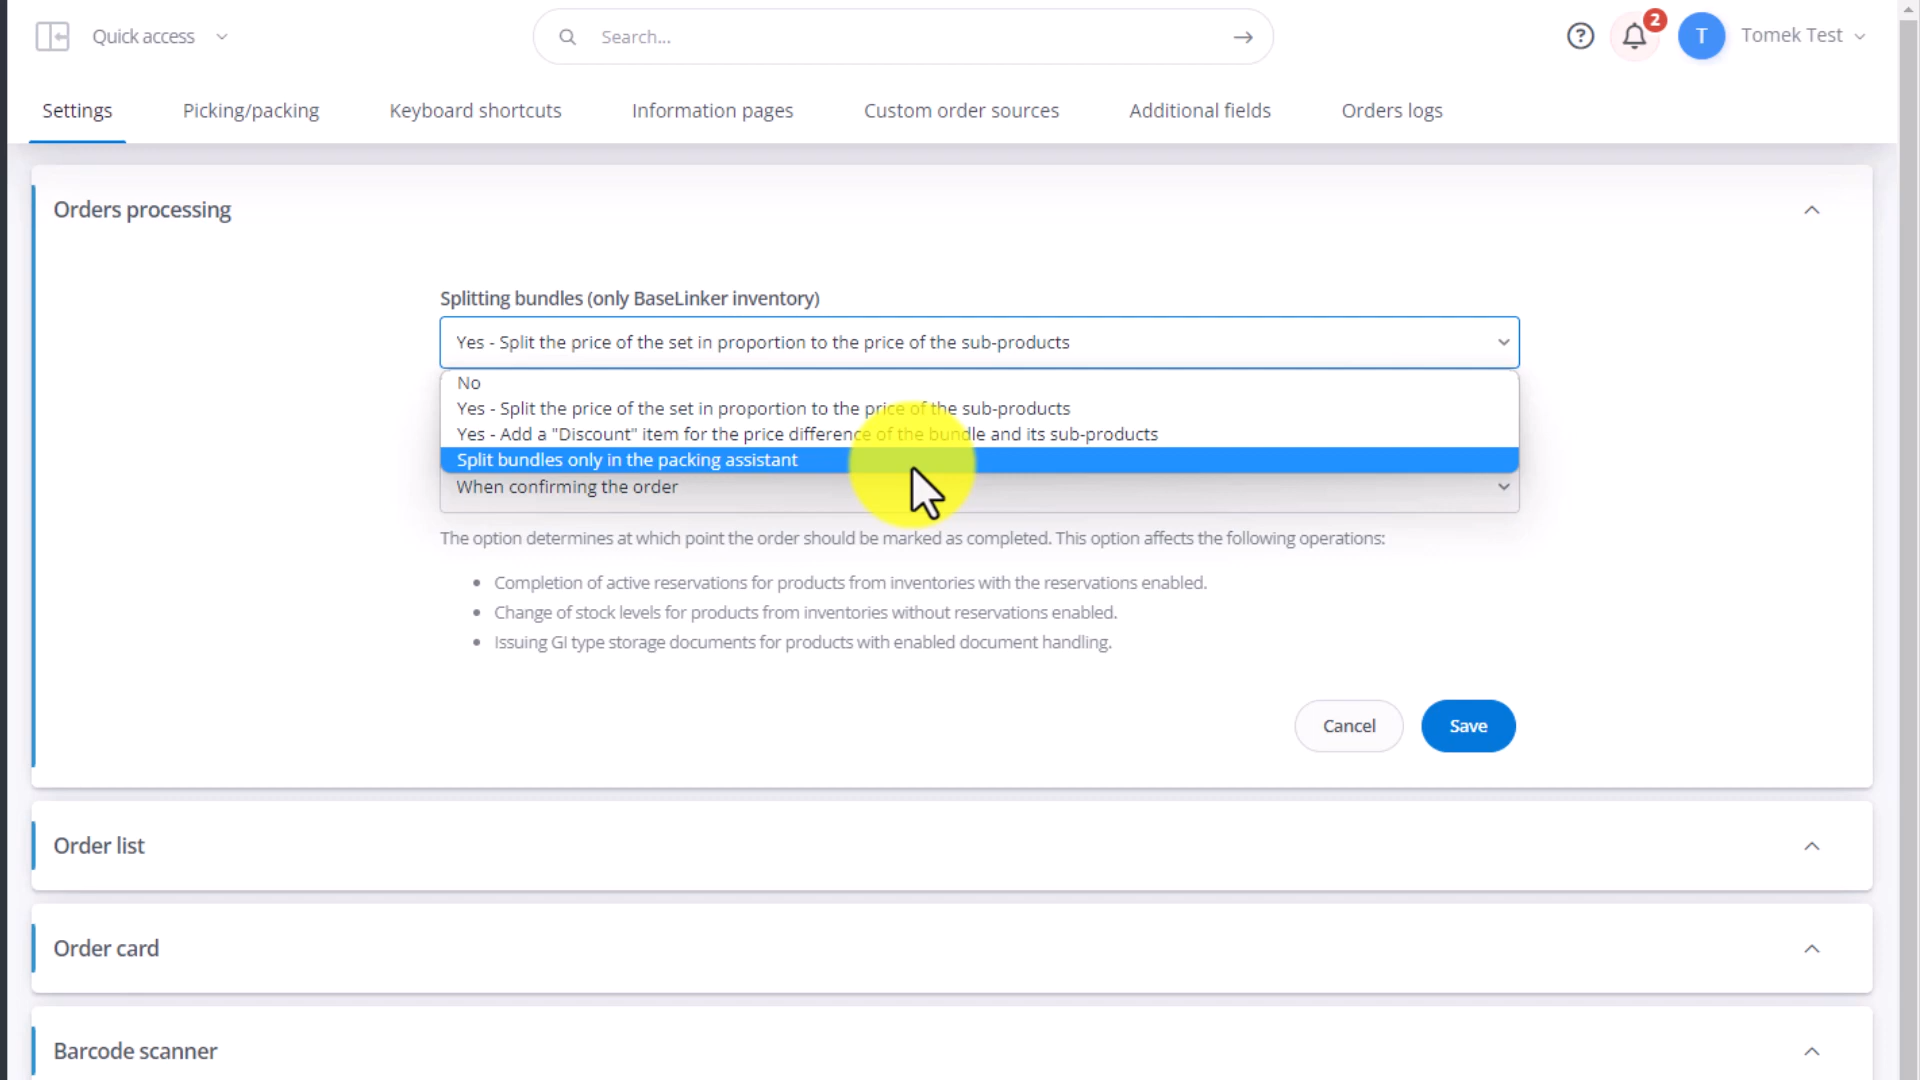 Quick access
Search...
2
T
Tomek Test
Settings
Picking/packing
Keyboard shortcuts
Information pages
Custom order sources
Additional fields
Orders logs
Orders processing
Splitting bundles (only BaseLinker inventory)
Yes - Split the price of the set in proportion to the price of the sub-products
No
Yes - Split the price of the set in proportion to the price of the sub-products
Yes - Add a "Discount" item for the price difference of the bundle and its sub-products
Split bundles only in the packing assistant
When confirming the order
The option determines at which point the order should be marked as completed. This option affects the following operations:
• Completion of active reservations for products from inventories with the reservations enabled.
• Change of stock levels for products from inventories without reservations enabled.
• Issuing GI type storage documents for products with enabled document handling.
Cancel
Save
Order list
Order card
Barcode scanner